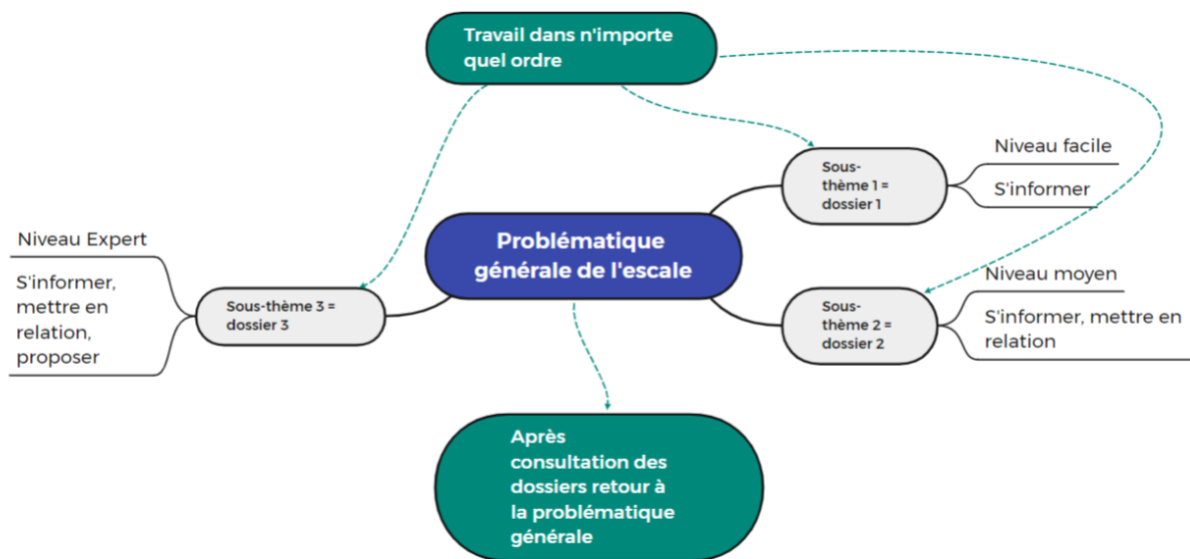 Travail dans n'importe
quel ordre
Sous-
thème 1 =
dossier 1
Niveau facile
S'informer
Problématique
générale de l'escale
Niveau Expert
S'informer,
mettre en
relation,
proposer
Sous-thème 3 =
dossier 3
Sous-
thème 2 =
dossier 2
Niveau moyen
S'informer, mettre en
relation
Après
consultation des
dossiers retour à
la problématique
générale